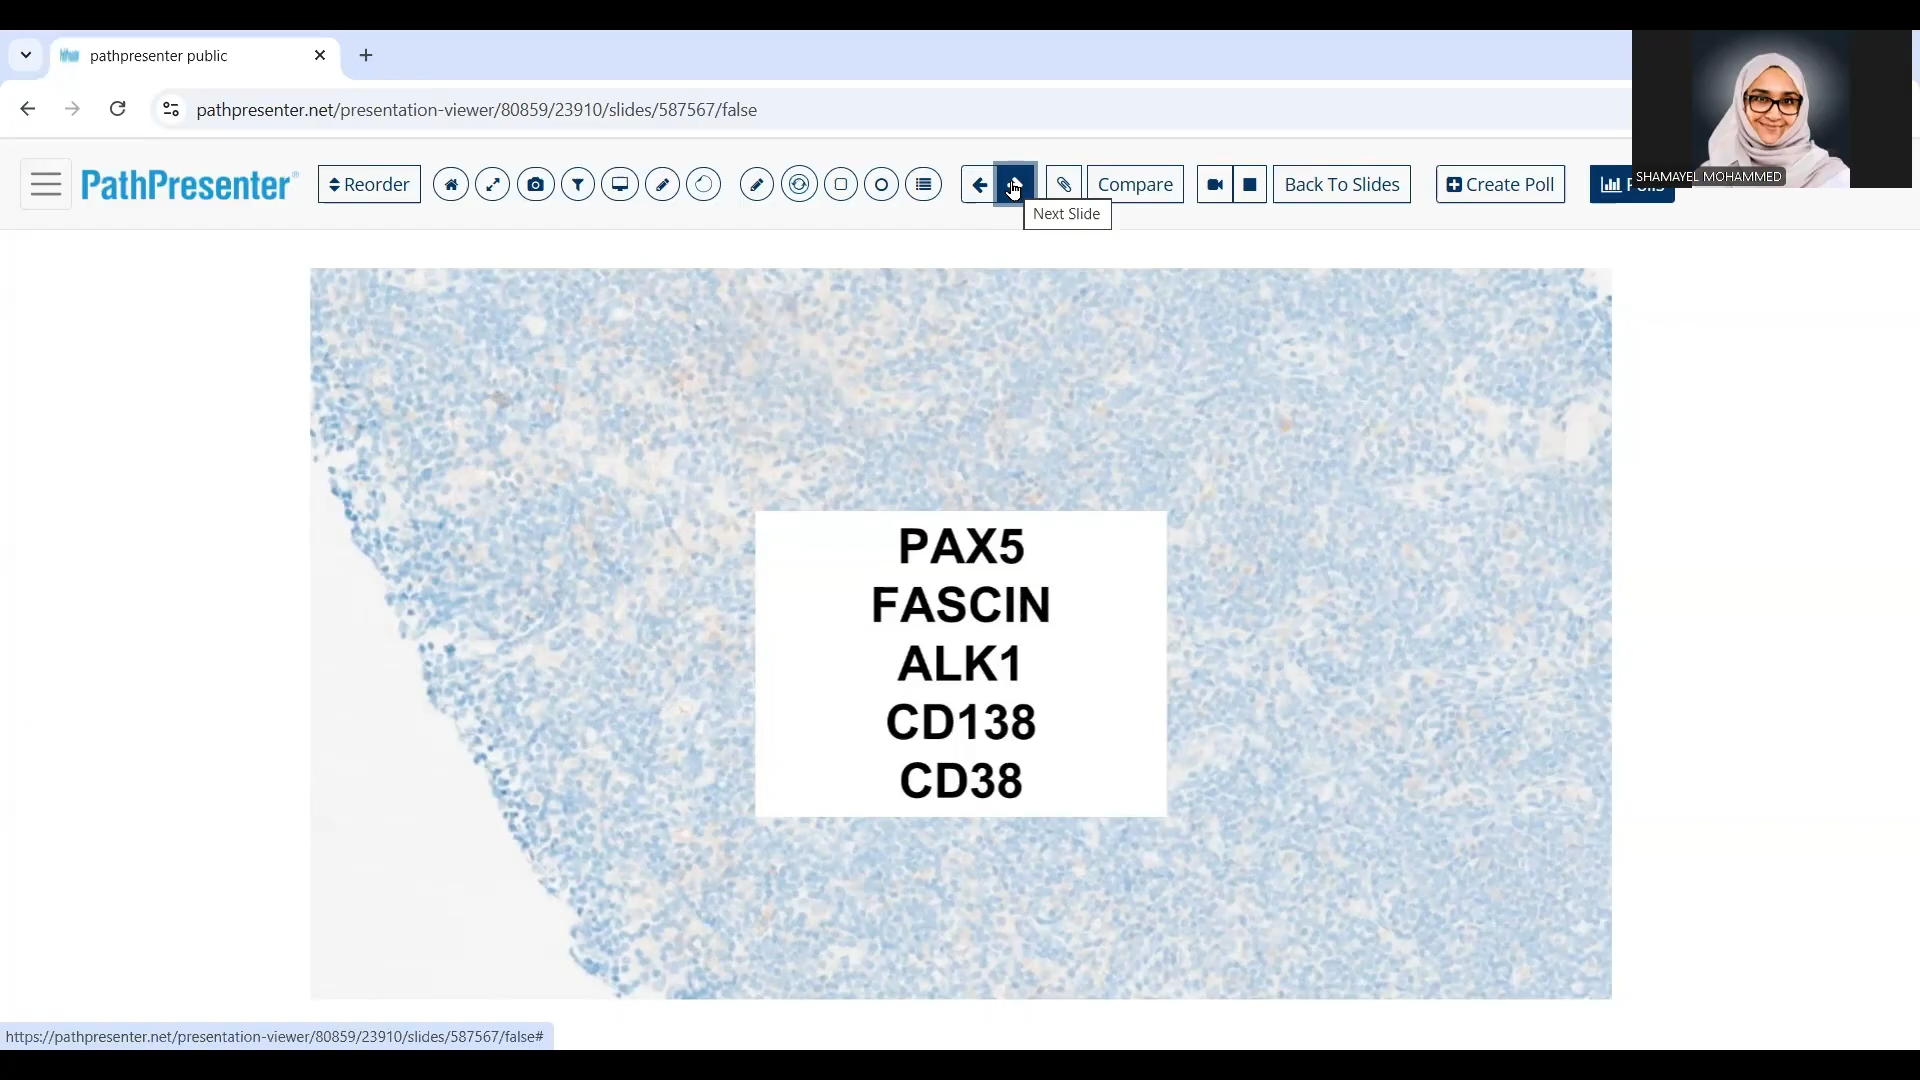 pathpresenter public
pathpresenter.net/presentation-viewer/80859/23910/slides/587567/false
PathPresenter®
Reorder
Compare
Back To Slides
Create Poll
Polls
Next Slide
SHAMAYEL MOHAMMED
PAX5
FASCIN
ALK1
CD138
CD38
https://pathpresenter.net/presentation-viewer/80859/23910/slides/587567/false#